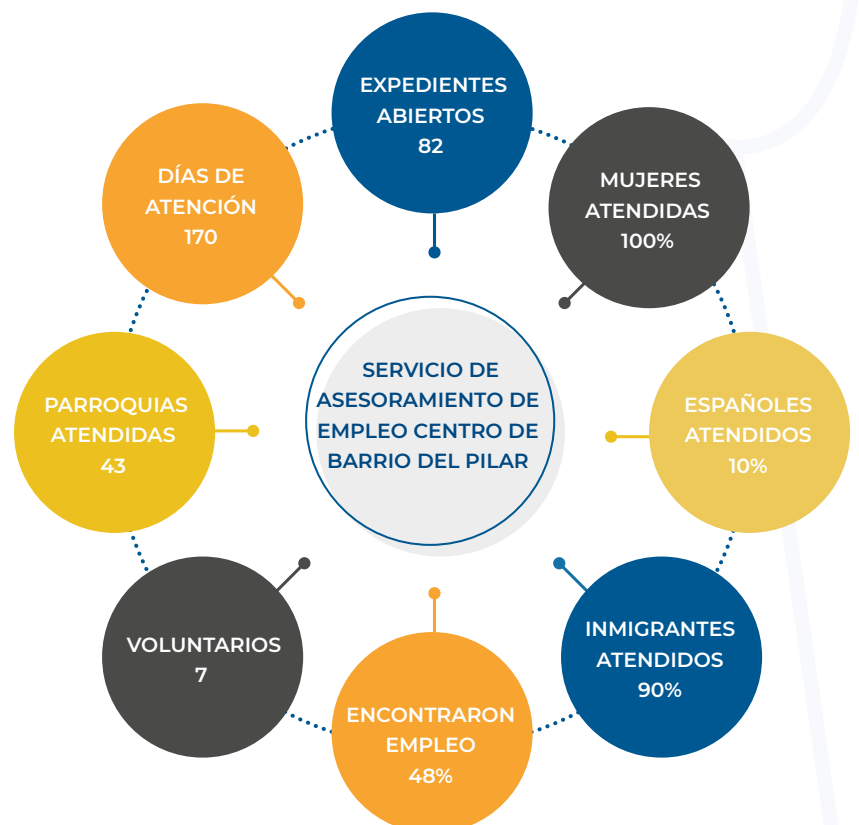 EXPEDIENTES
ABIERTOS
82
MUJERES
ATENDIDAS
100%
ESPAÑOLES
ATENDIDOS
10%
INMIGRANTES
ATENDIDOS
90%
ENCONTRARON
EMPLEO
48%
VOLUNTARIOS
7
PARROQUIAS
ATENDIDAS
43
DÍAS DE
ATENCIÓN
170
SERVICIO DE
ASESORAMIENTO DE
EMPLEO CENTRO DE
BARRIO DEL PILAR